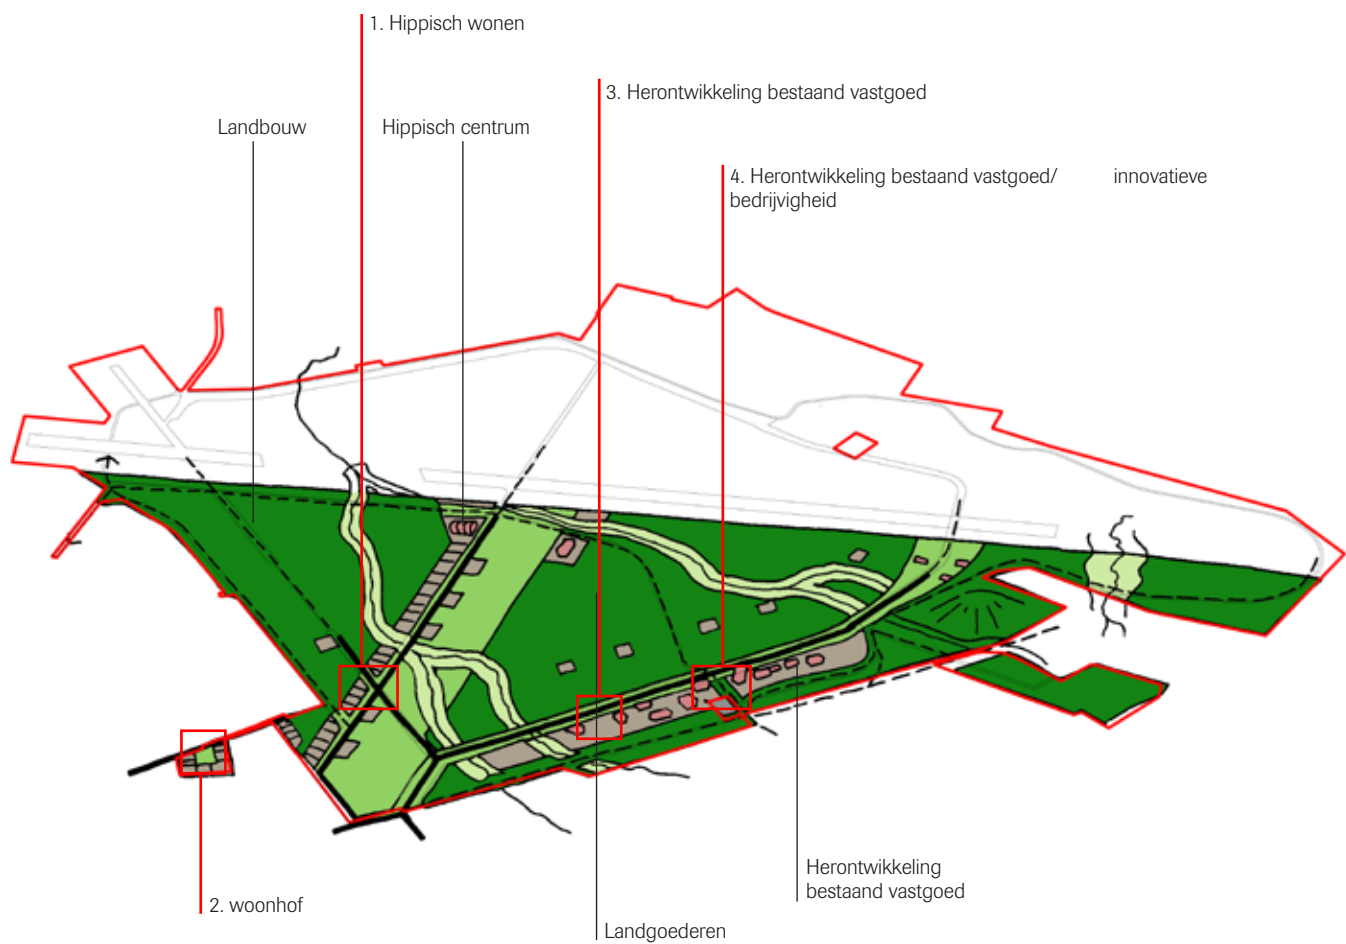 1. Hippisch wonen
3. Herontwikkeling bestaand vastgoed
Landbouw
Hippisch centrum
4. Herontwikkeling bestaand vastgoed/ innovatieve
bedrijvigheid
Herontwikkeling
bestaand vastgoed
2. woonhof
Landgoederen